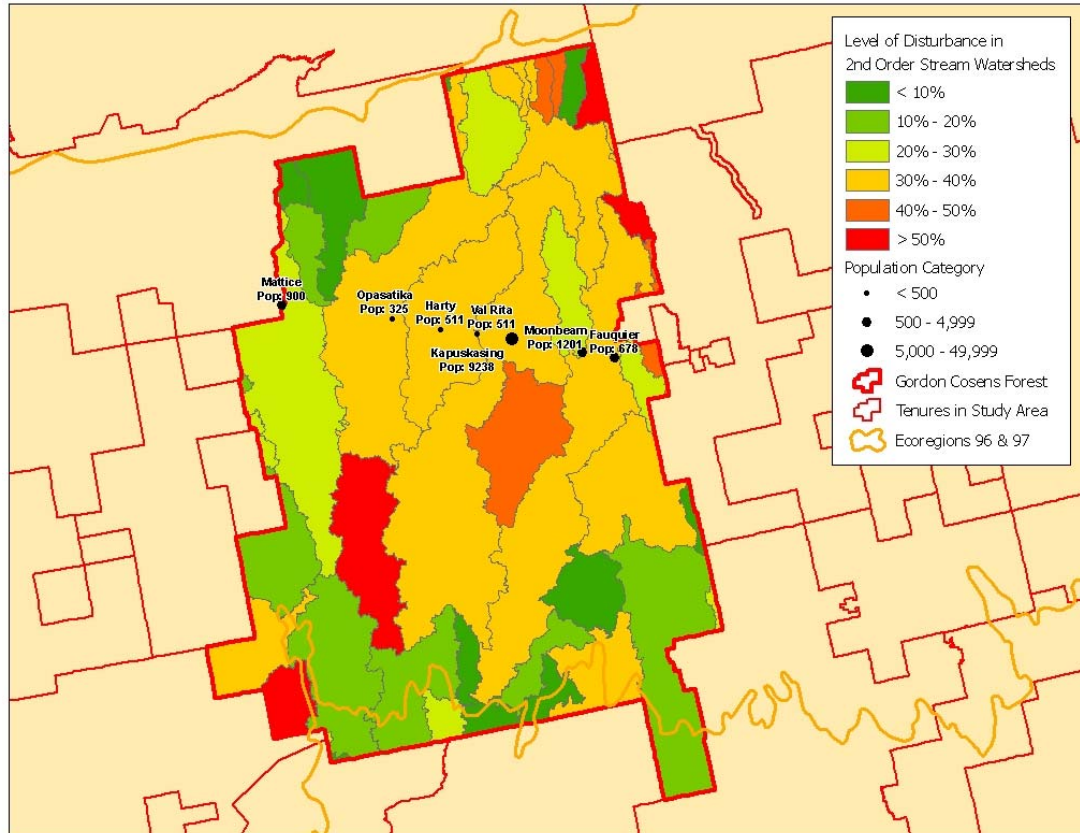 Level of Disturbance in
2nd Order Stream Watersheds
< 10%
10% - 20%
20% - 30%
30% - 40%
40% - 50%
> 50%
Population Category
< 500
500 - 4,999
5,000 - 49,999
Gordon Cosens Forest
Tenures in Study Area
Ecoregions 96 & 97
Mattice
Pop: 900
Opasatika
Pop: 325
Harty
Pop: 511
Val Rita
Pop: 511
Kapuskasing
Pop: 9238
Moonbeam
Pop: 1201
Fauquier
Pop: 678